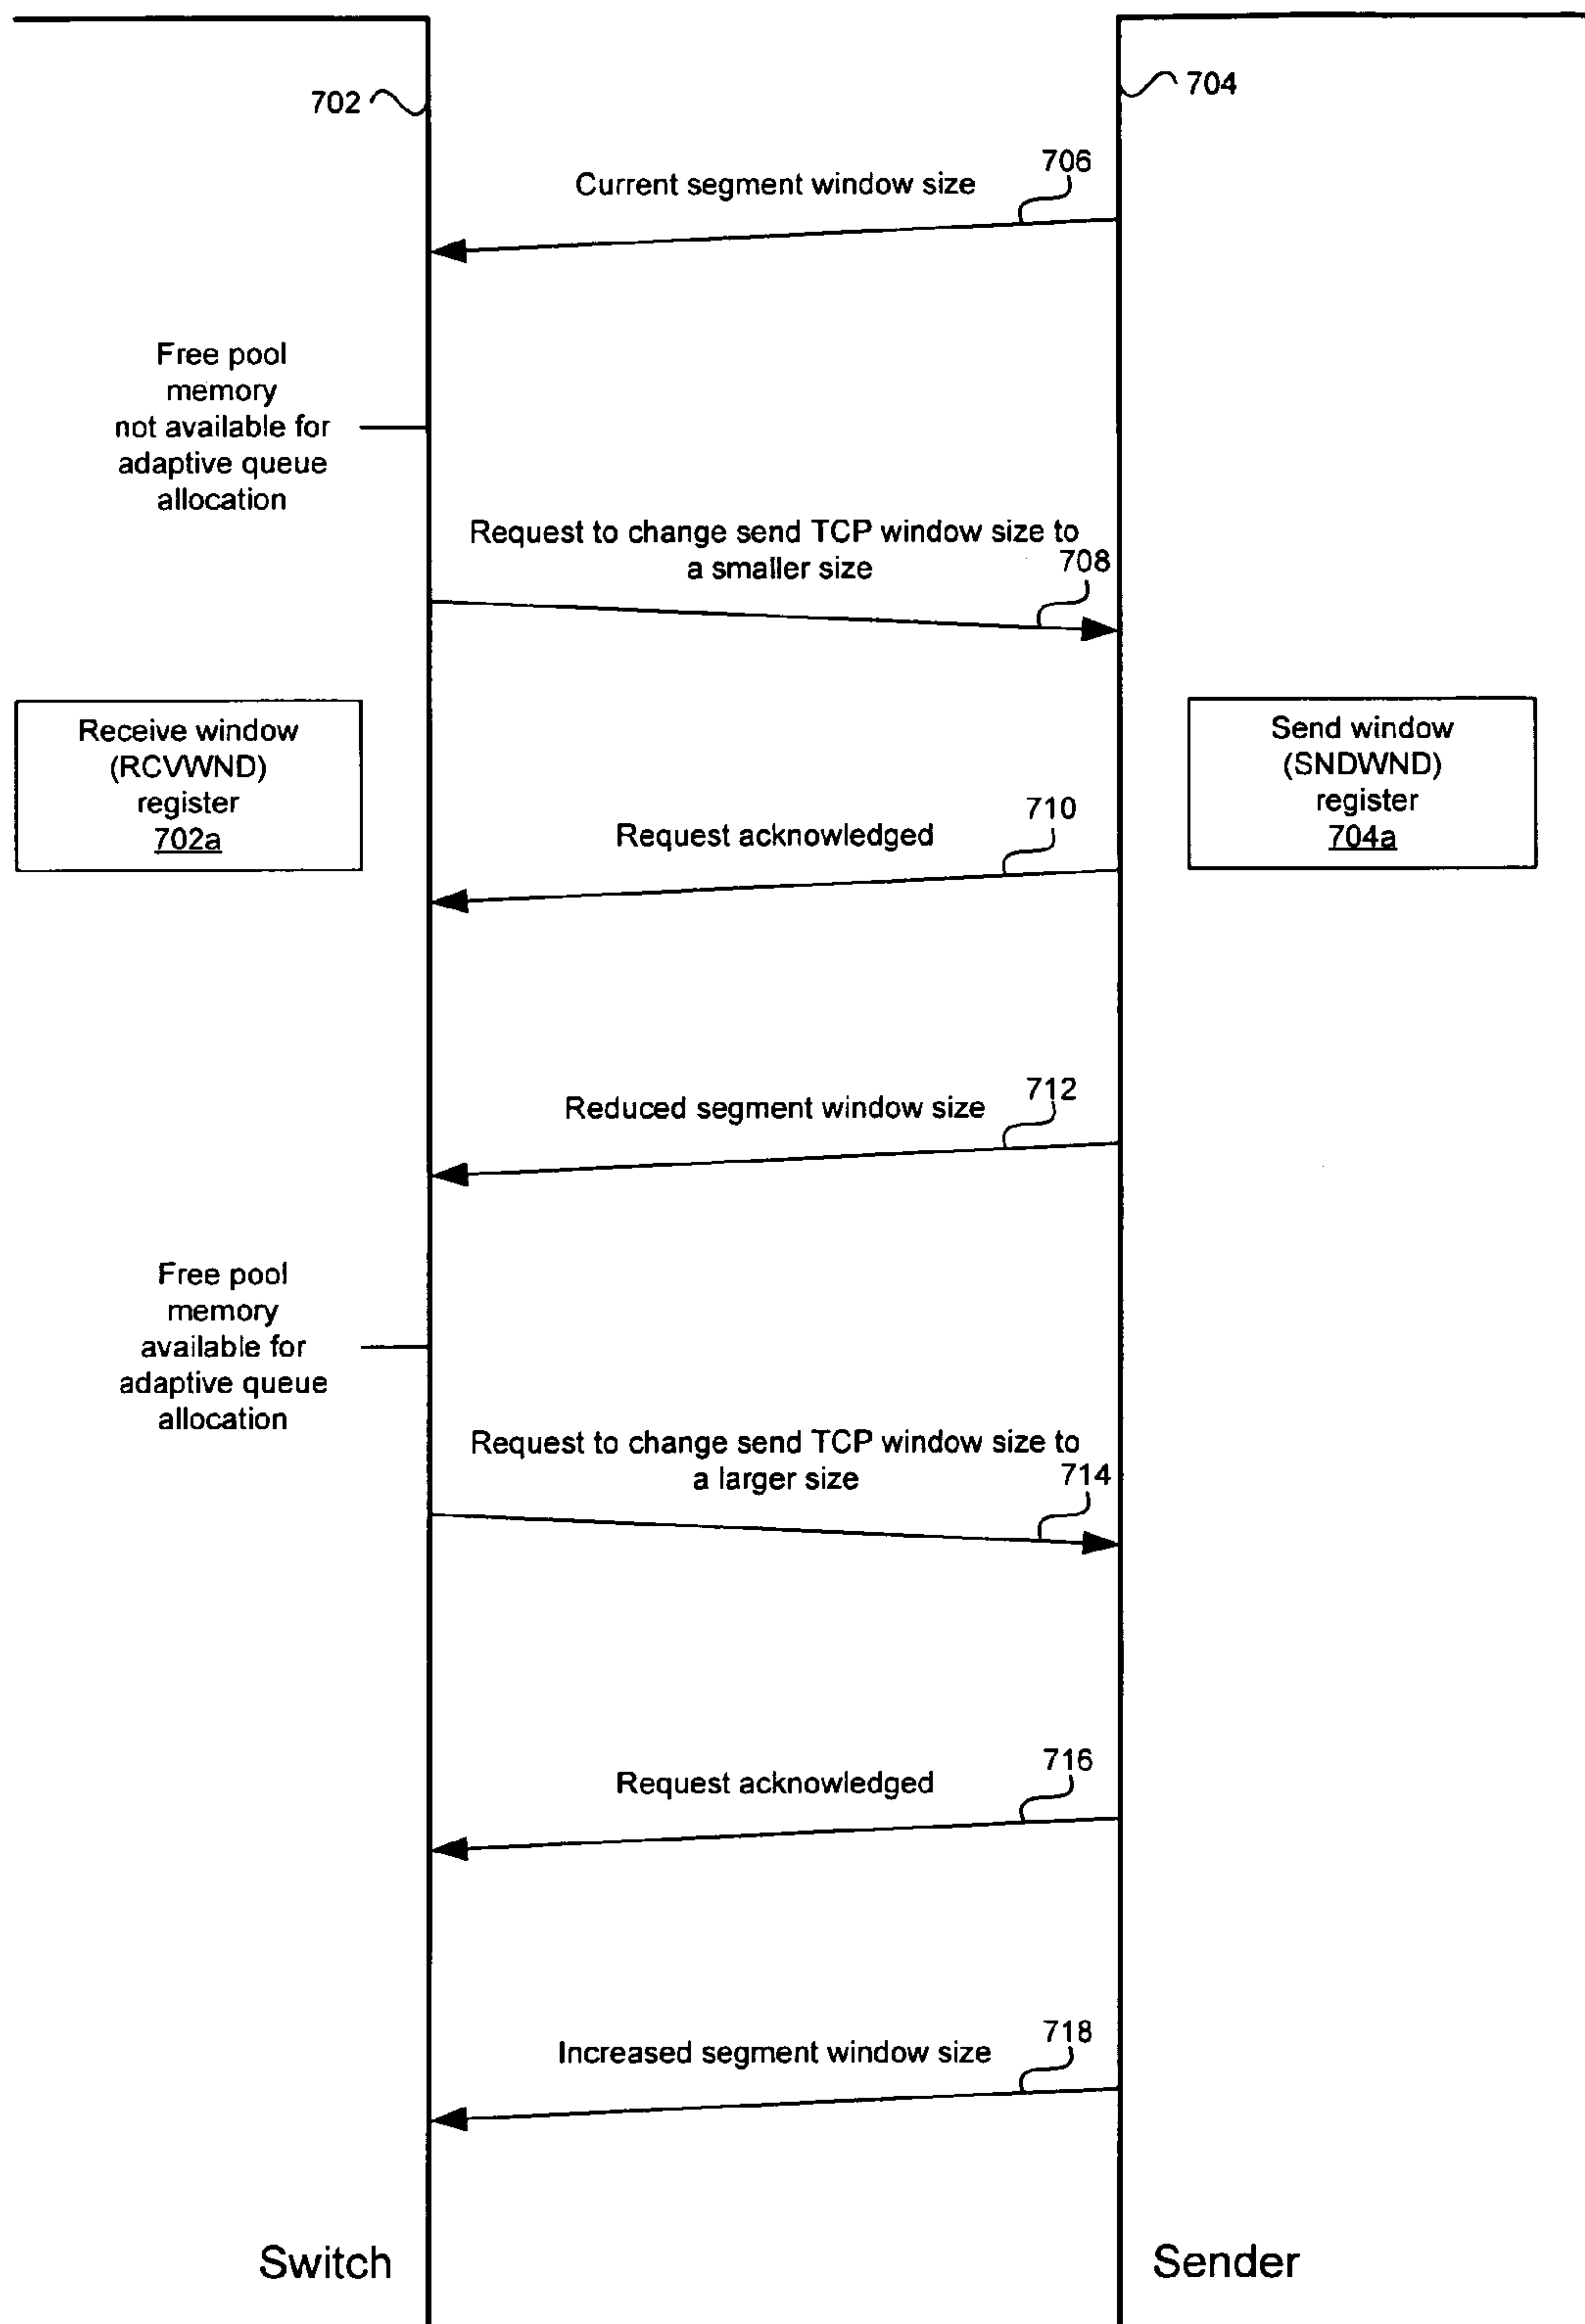 702
704
706
Current segment window size
Free pool
memory
not available for
adaptive queue
allocation
Request to change send TCP window size to
a smaller size
708
Receive window
(RCVWND)
register
702a
Send window
(SNDWND)
register
704a
710
Request acknowledged
712
Reduced segment window size
Free pool
memory
available for
adaptive queue
allocation
Request to change send TCP window size to
a larger size
714
716
Request acknowledged
718
Increased segment window size
Switch
Sender